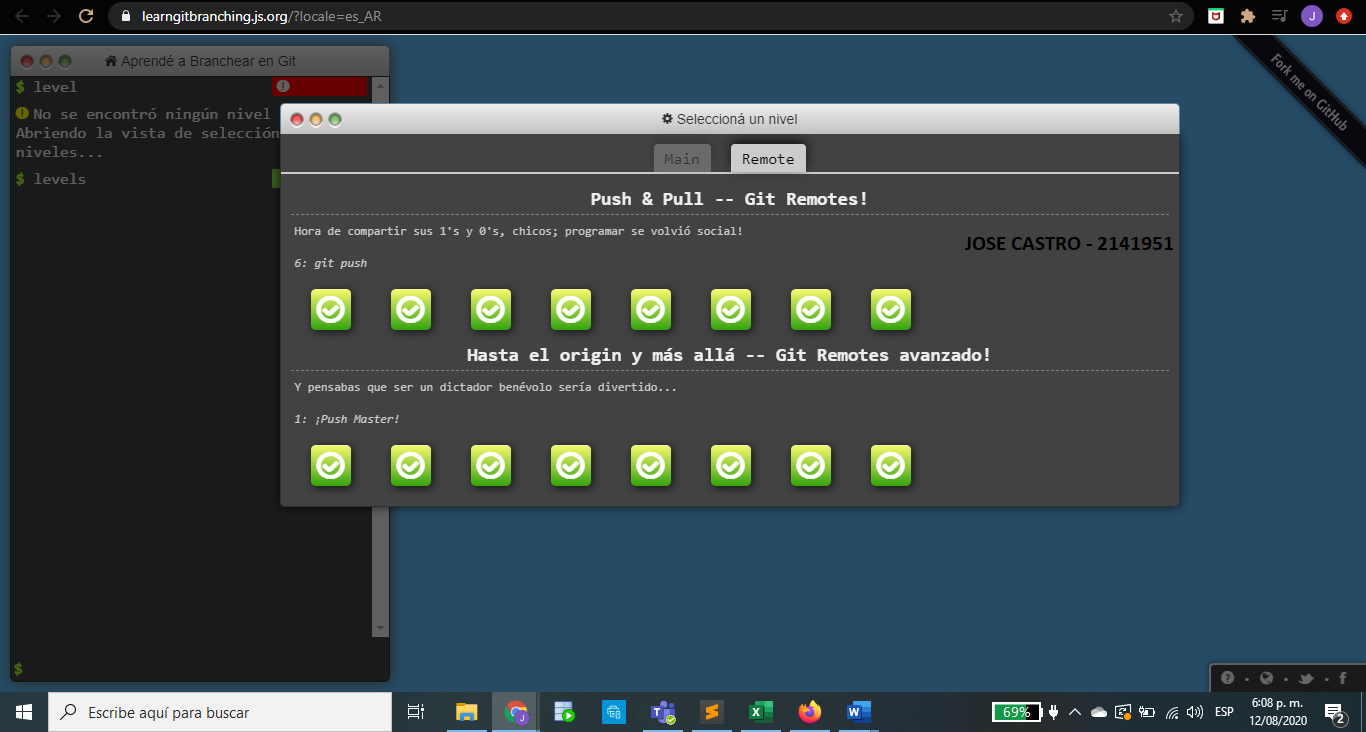 learngitbranching.js.org/?locale=es_AR
J
Aprendé a Branchear en Git
Fork me on GitHub
$ level
No se encontró ningún nivel
Abriendo la vista de selección
niveles...
$ levels
Seleccioná un nivel
Main
Remote
Push & Pull -- Git Remotes!
Hora de compartir sus 1's y 0's, chicos; programar se volvió social!
JOSE CASTRO - 2141951
6: git push
Hasta el origin y más allá -- Git Remotes avanzado!
Y pensabas que ser un dictador benévolo sería divertido...
1: ¡Push Master!
$
Escribe aquí para buscar
69%
ESP
6:08 p. m.
12/08/2020
2